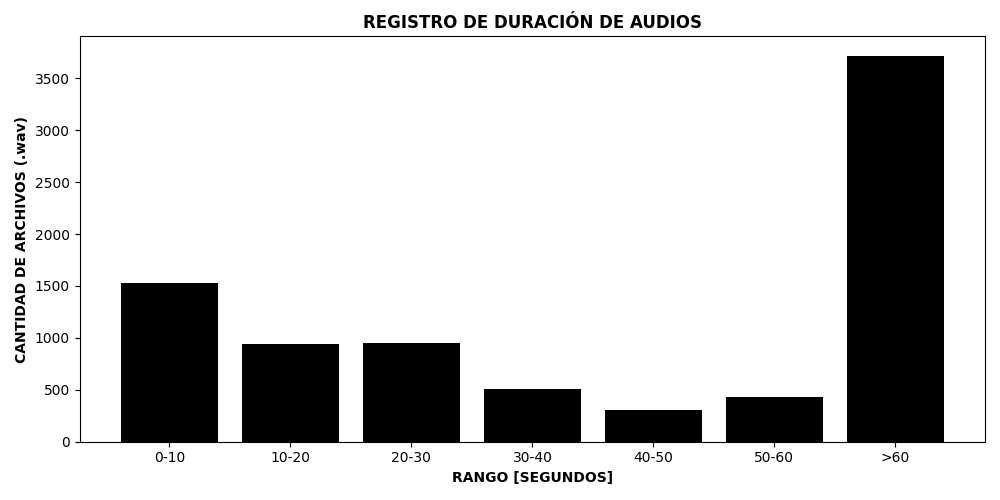 REGISTRO DE DURACIÓN DE AUDIOS
CANTIDAD DE ARCHIVOS (.wav)
3500
3000
2500
2000
1500
1000
500
0
0-10 10-20 20-30 30-40 40-50 50-60 >60
RANGO [SEGUNDOS]